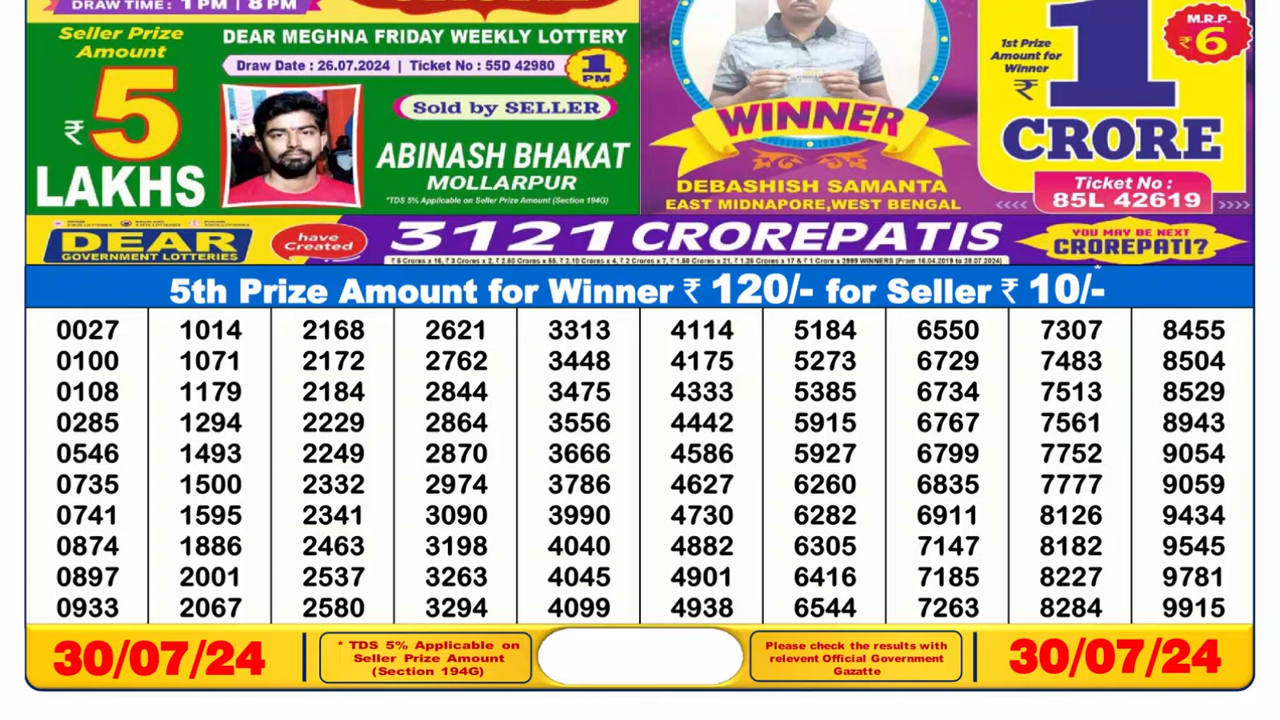 DRAW TIME: 1 PM | 8 PM
Seller Prize
Amount
₹ 5
LAKHS
DEAR MEGHNA FRIDAY WEEKLY LOTTERY
Draw Date : 26.07.2024 | Ticket No : 55D 42980
1
PM
Sold by SELLER
ABINASH BHAKAT
MOLLARPUR
*TDS 5% Applicable on Seller Prize Amount (Section 194G)
WINNER
DEBASHISH SAMANTA
EAST MIDNAPORE,WEST BENGAL
1st Prize
Amount for
Winner
₹ 1
CRORE
M.R.P.
₹6
Ticket No :
85L 42619
DEAR
GOVERNMENT LOTTERIES
have
Created
3121 CROREPATIS
YOU MAY BE NEXT
CROREPATI?
5th Prize Amount for Winner ₹ 120/- for Seller ₹ 10/-*
0027 1014 2168 2621 3313 4114 5184 6550 7307 8455
0100 1071 2172 2762 3448 4175 5273 6729 7483 8504
0108 1179 2184 2844 3475 4333 5385 6734 7513 8529
0285 1294 2229 2864 3556 4442 5915 6767 7561 8943
0546 1493 2249 2870 3666 4586 5927 6799 7752 9054
0735 1500 2332 2974 3786 4627 6260 6835 7777 9059
0741 1595 2341 3090 3990 4730 6282 6911 8126 9434
0874 1886 2463 3198 4040 4882 6305 7147 8182 9545
0897 2001 2537 3263 4045 4901 6416 7185 8227 9781
0933 2067 2580 3294 4099 4938 6544 7263 8284 9915
30/07/24
* TDS 5% Applicable on
Seller Prize Amount
(Section 194G)
Please check the results with
relevent Official Government
Gazatte
30/07/24